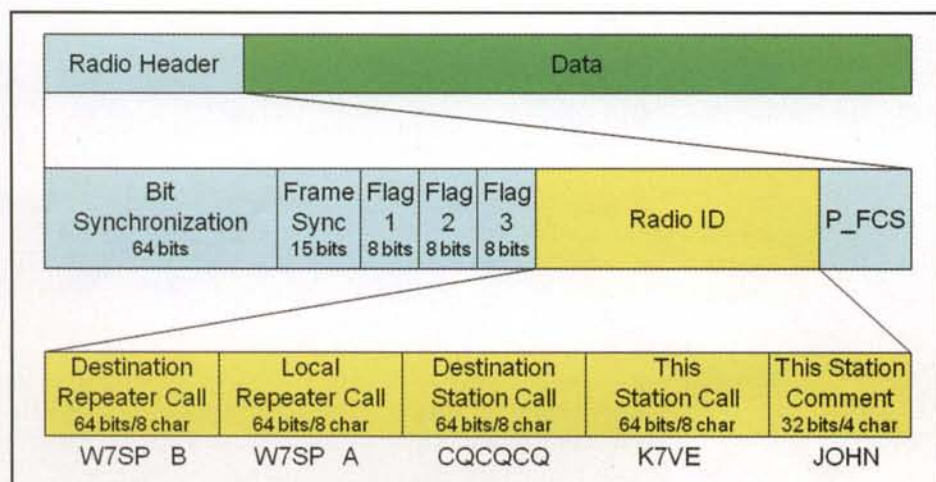 Radio Header
Data
Bit
Synchronization
64 bits
Frame
Sync
15 bits
Flag
1
8 bits
Flag
2
8 bits
Flag
3
8 bits
Radio ID
P_FCS
Destination
Repeater Call
64 bits/8 char
Local
Repeater Call
64 bits/8 char
Destination
Station Call
64 bits/8 char
This
Station Call
64 bits/8 char
This Station
Comment
32 bits/4 char
W7SP B
W7SP A
CQCQCQ
K7VE
JOHN